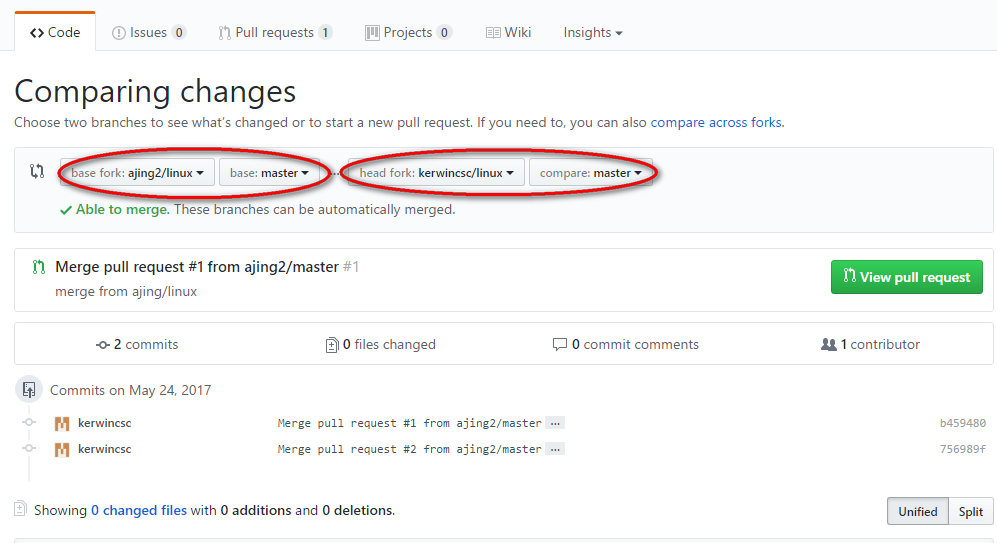 Code Issues 0 Pull requests 1 Projects 0 Wiki Insights
Comparing changes
Choose two branches to see what's changed or to start a new pull request. If you need to, you can also compare across forks.
base fork: ajing2/linux base: master ... head fork: kerwincsc/linux compare: master
Able to merge. These branches can be automatically merged.
Merge pull request #1 from ajing2/master #1
merge from ajing/linux
View pull request
2 commits 0 files changed 0 commit comments 1 contributor
Commits on May 24, 2017
kerwincsc Merge pull request #1 from ajing2/master … b459480
kerwincsc Merge pull request #2 from ajing2/master … 756989f
Showing 0 changed files with 0 additions and 0 deletions. Unified Split